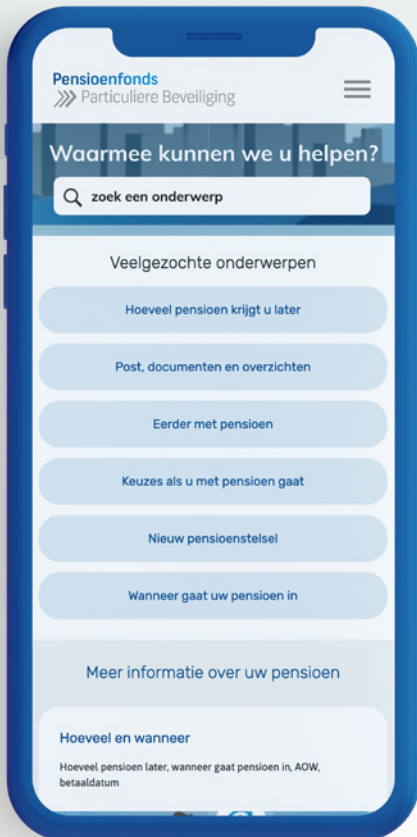 Pensioenfonds
Particuliere Beveiliging
Waarmee kunnen we u helpen?
zoek een onderwerp
Veelgezochte onderwerpen
Hoeveel pensioen krijgt u later
Post, documenten en overzichten
Eerder met pensioen
Keuzes als u met pensioen gaat
Nieuw pensioenstelsel
Wanneer gaat uw pensioen in
Meer informatie over uw pensioen
Hoeveel en wanneer
Hoeveel pensioen later, wanneer gaat pensioen in, AOW,
betaaldatum